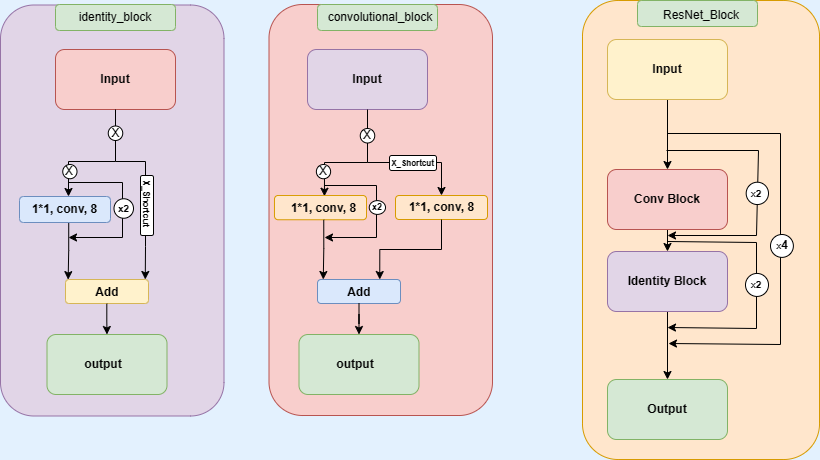 identity_block
Input
X
X
X_Shortcut
1*1, conv, 8
x2
Add
output
convolutional_block
Input
X
X_Shortcut
X
1*1, conv, 8
x2
1*1, conv, 8
Add
output
ResNet_Block
Input
Conv Block
x2
x4
Identity Block
x2
Output